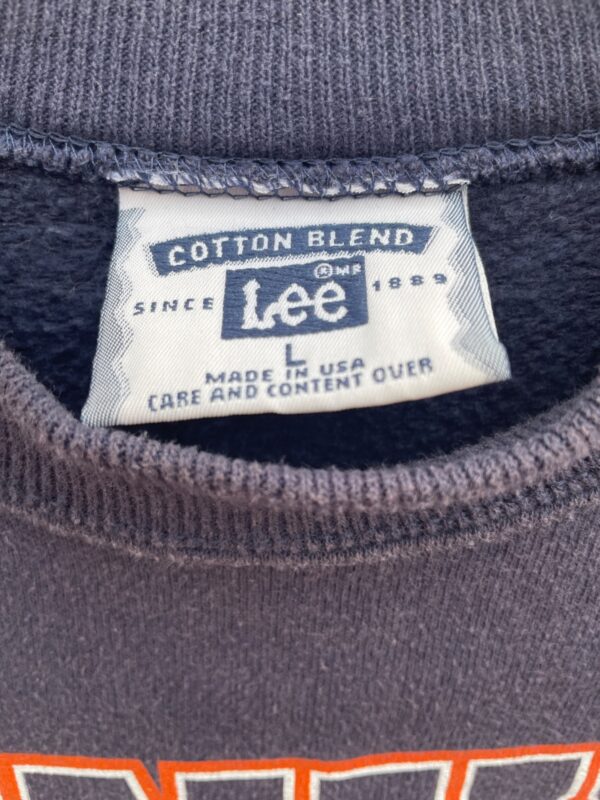 COTTON BLEND
SINCE Lee ® MR 1889
L
MADE IN USA
CARE AND CONTENT OVER